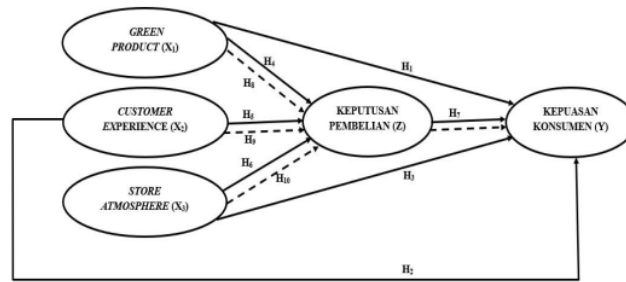 GREEN
PRODUCT (X₁)
H₁
H₄
H₈
CUSTOMER
EXPERIENCE (X₂)
H₅
H₉
KEPUTUSAN
PEMBELIAN (Z)
H₇
KEPUASAN
KONSUMEN (Y)
H₆
H₁₀
H₃
STORE
ATMOSPHERE (X₃)
H₂